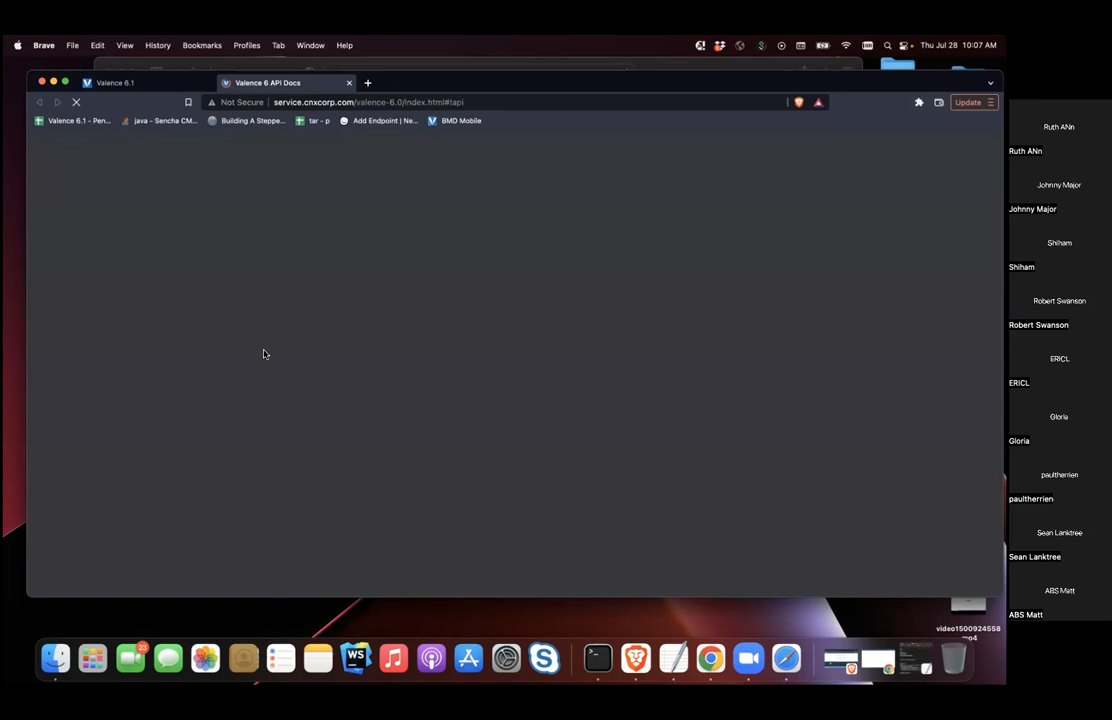 Brave File Edit View History Bookmarks Profiles Tab Window Help Thu Jul 28 10:07 AM
Valence 6.1 Valence 6 API Docs
Not Secure service.cnxcorp.com/valence-6.0/index.html#!api Update
Valence 6.1 - Pen... java - Sencha CM... Building A Steppe... tar - p Add Endpoint | Ne... BMD Mobile
Ruth ANn
Ruth ANn
Johnny Major
Johnny Major
Shiham
Shiham
Robert Swanson
Robert Swanson
ERICL
ERICL
Gloria
Gloria
paultherrien
paultherrien
Sean Lanktree
Sean Lanktree
ABS Matt
ABS Matt
video1500924558
.mp4
23
WS